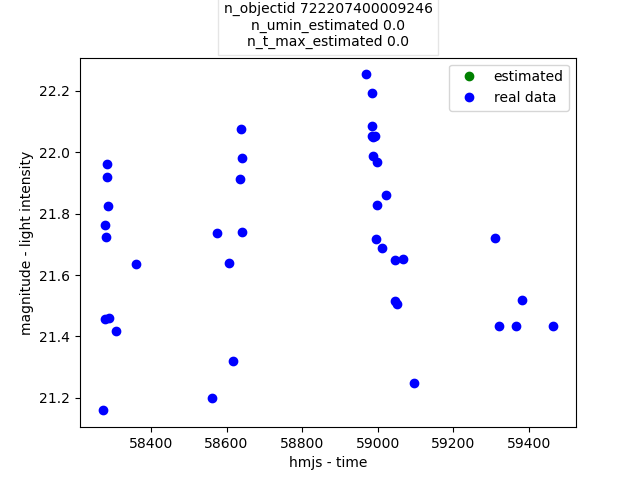 n_objectid 722207400009246
n_umin_estimated 0.0
n_t_max_estimated 0.0
estimated
real data
magnitude - light intensity
22.2
22.0
21.8
21.6
21.4
21.2
58400 58600 58800 59000 59200 59400
hmjs - time